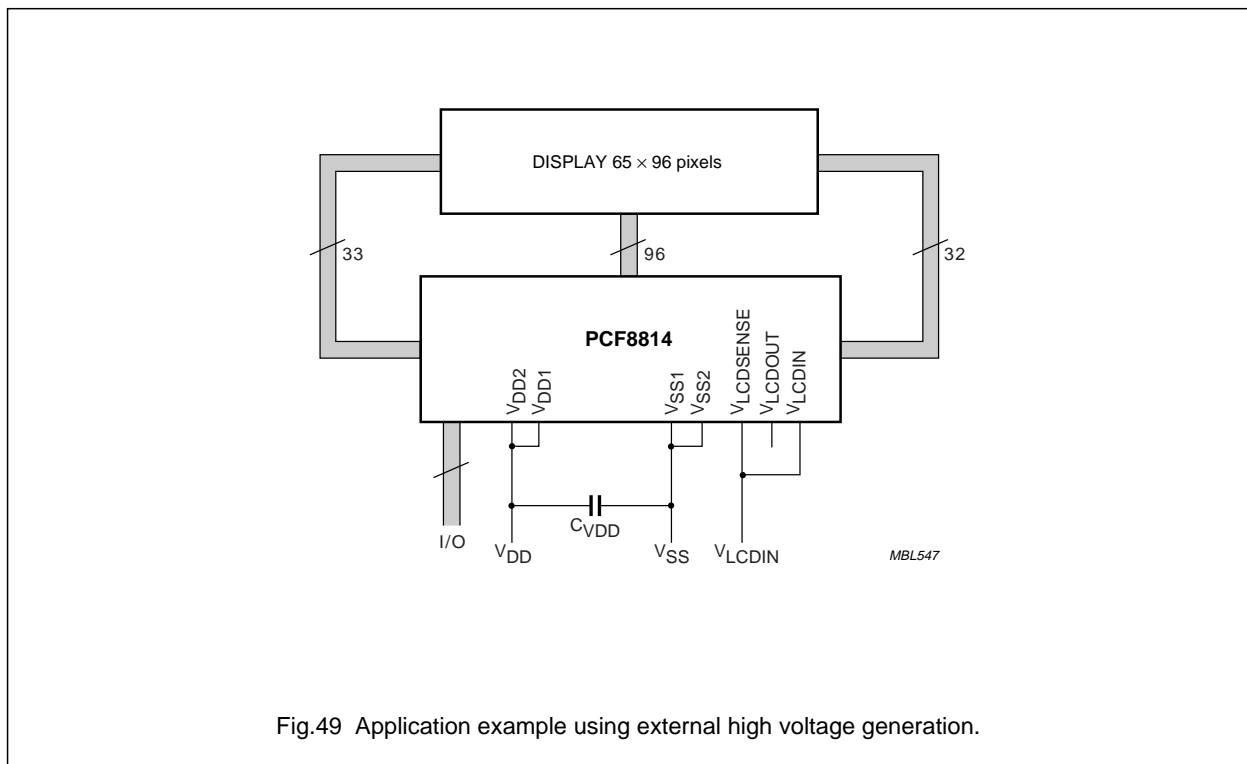 DISPLAY 65 × 96 pixels
33
96
32
PCF8814
VDD2
VDD1
VSS1
VSS2
VLCDSENSE
VLCDOUT
VLCDIN
I/O
VDD
CVDD
VSS
VLCDIN
MBL547
Fig.49 Application example using external high voltage generation.